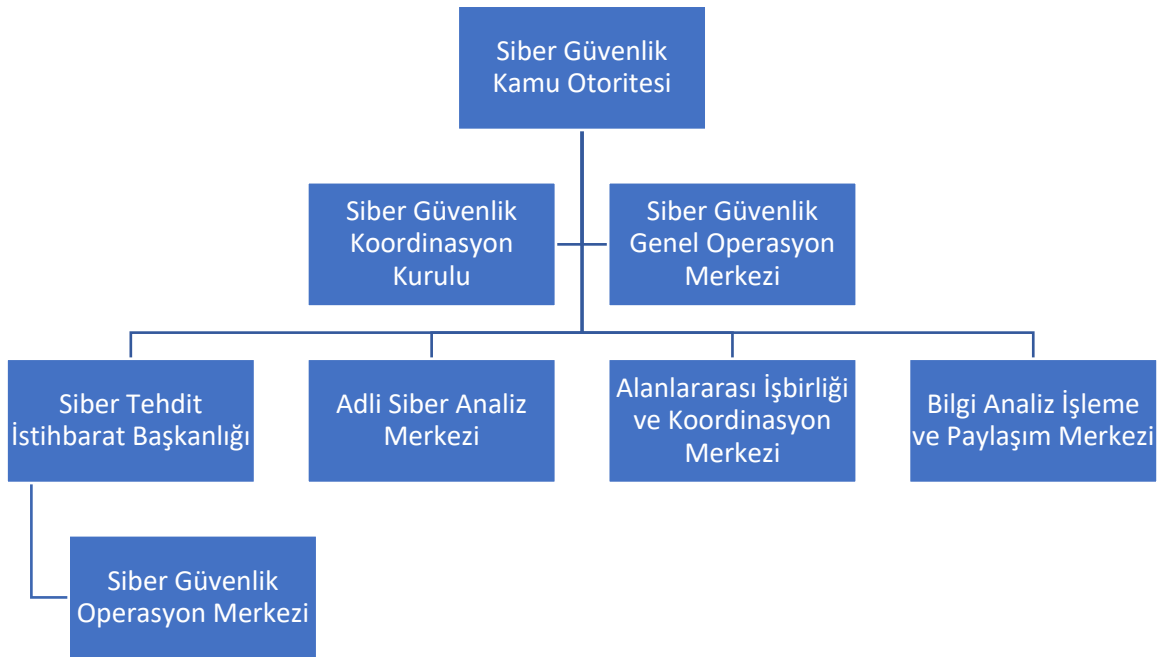 Siber Güvenlik
Kamu Otoritesi
Siber Güvenlik
Koordinasyon
Kurulu
Siber Güvenlik
Genel Operasyon
Merkezi
Siber Tehdit
İstihbarat Başkanlığı
Adli Siber Analiz
Merkezi
Alanlararası İşbirliği
ve Koordinasyon
Merkezi
Bilgi Analiz İşleme
ve Paylaşım Merkezi
Siber Güvenlik
Operasyon Merkezi